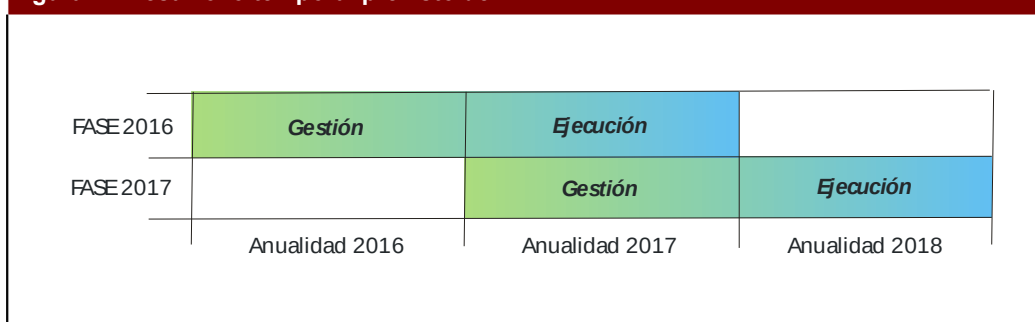 FASE 2016 Gestión Ejecución
FASE 2017 Gestión Ejecución
Anualidad 2016 Anualidad 2017 Anualidad 2018